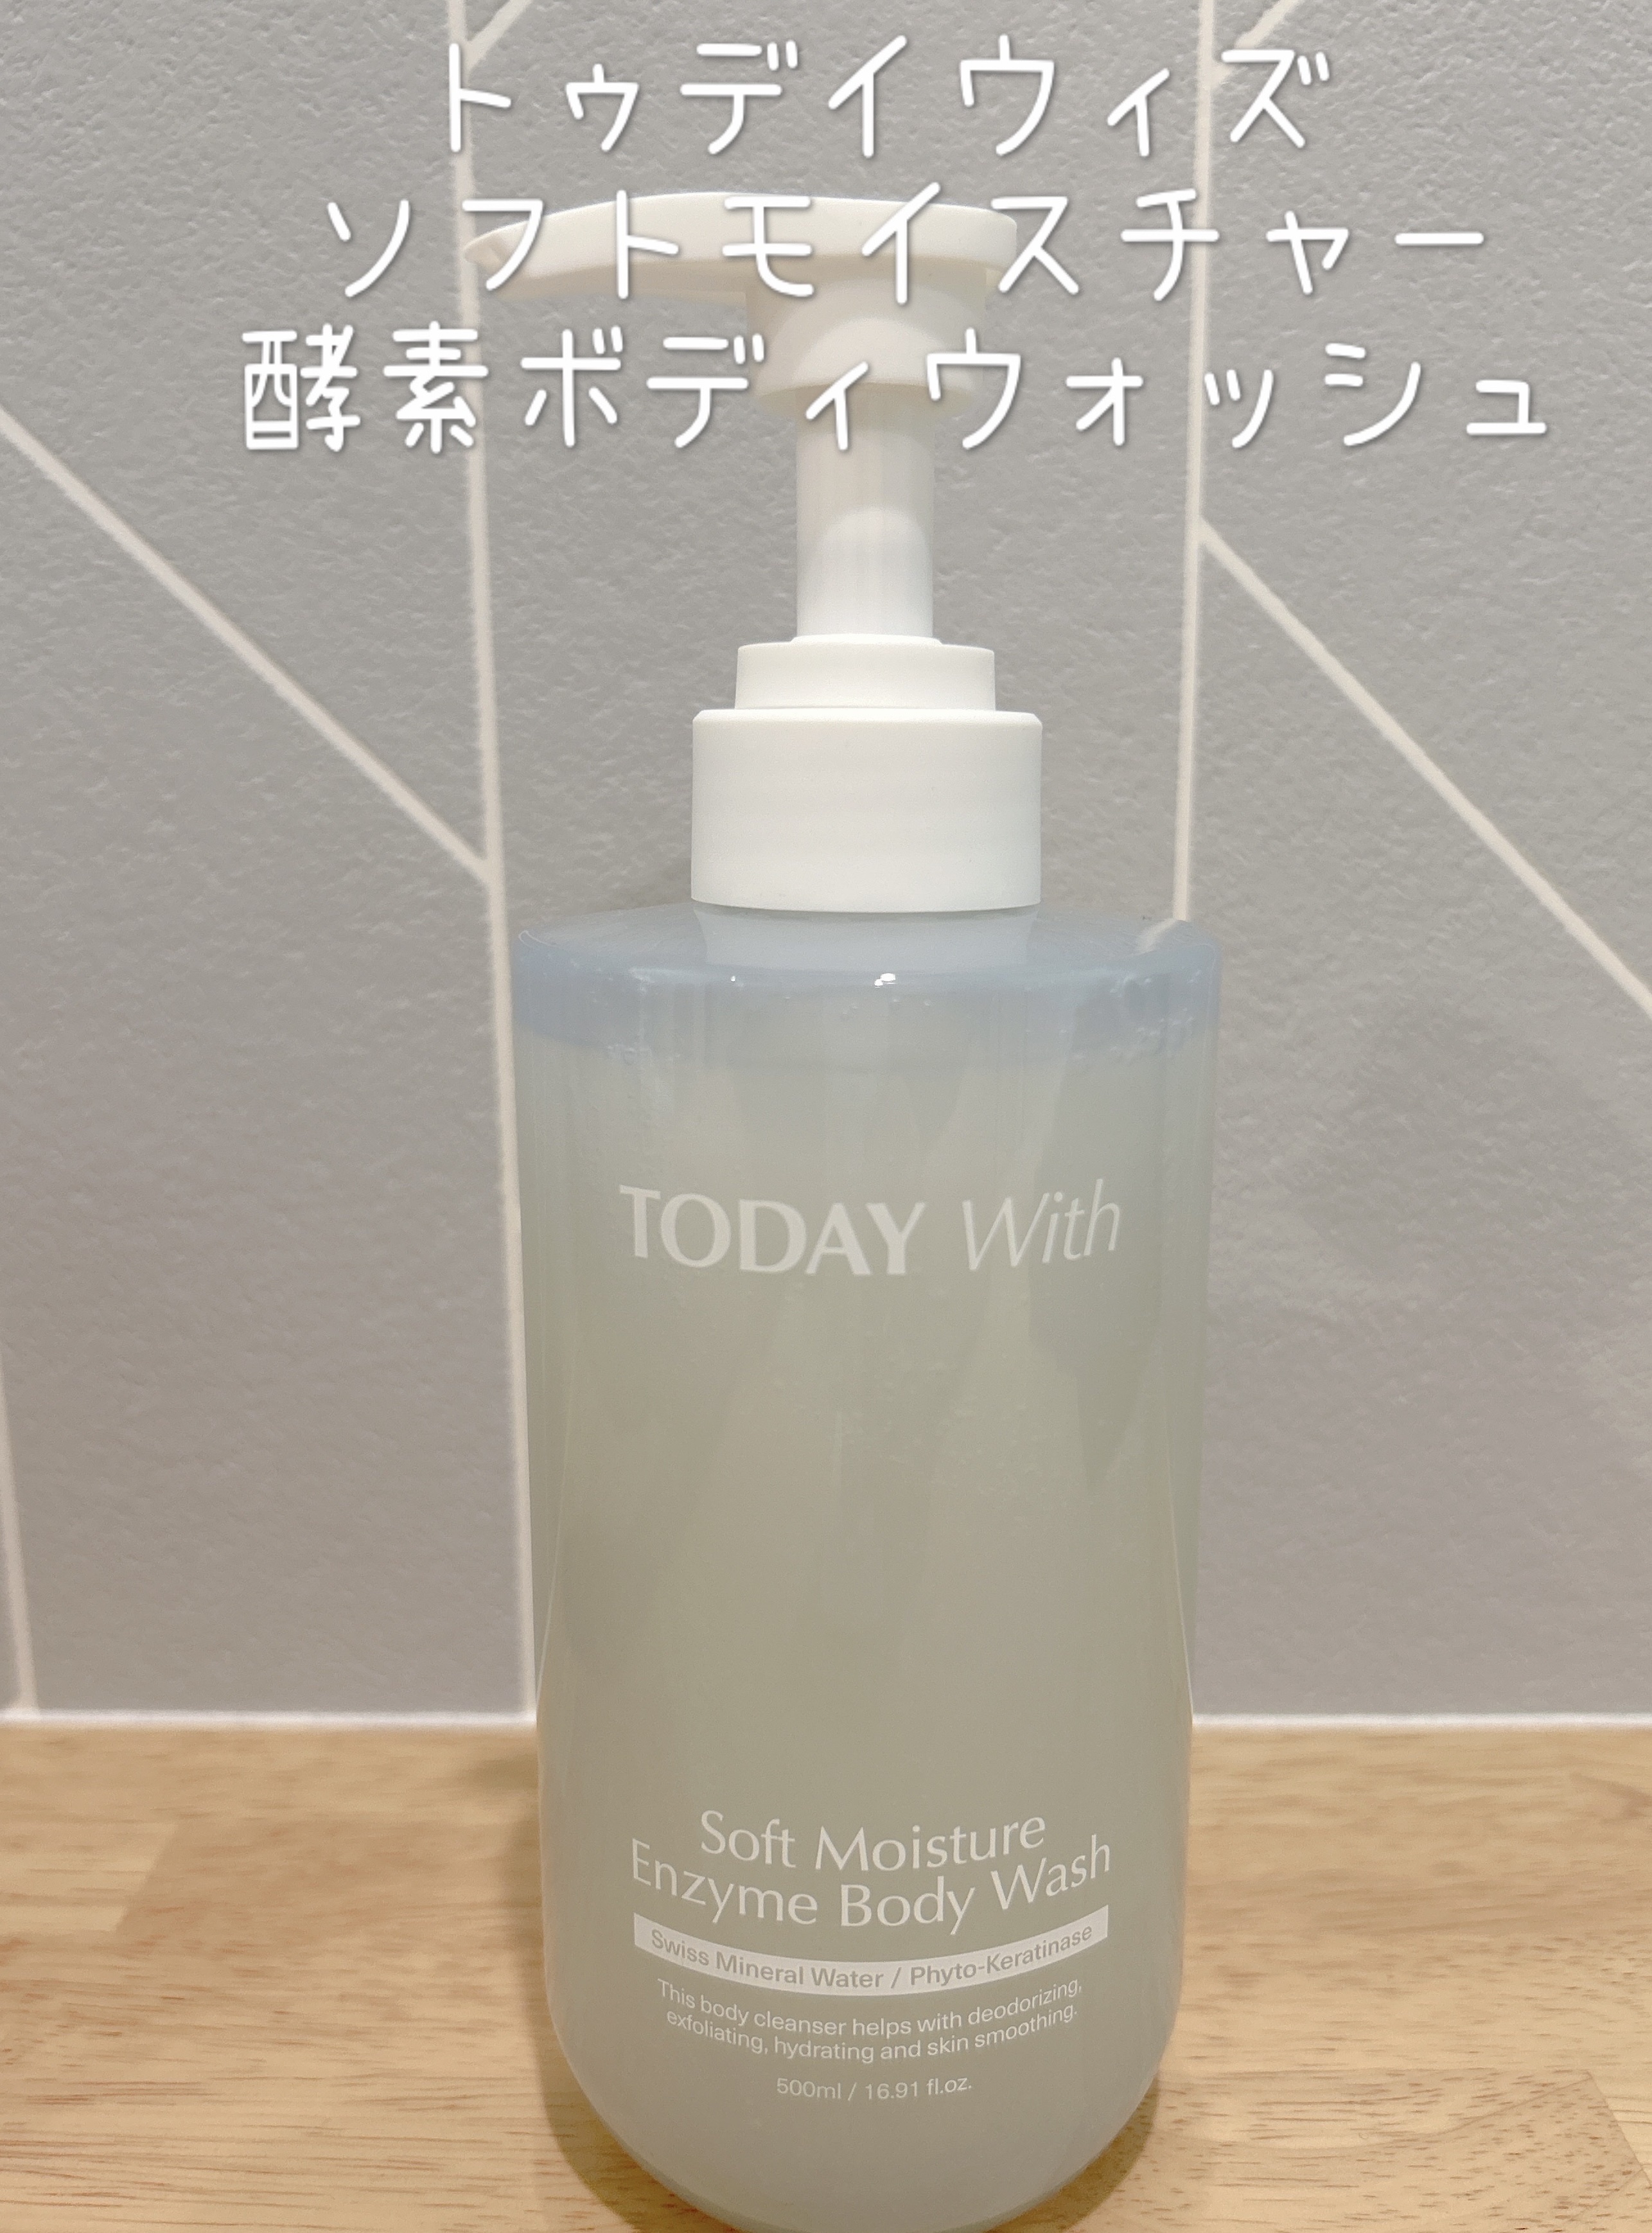 トゥデイウィズ
ソフトモイスチャー
酵素ボディウォッシュ
TODAY With
Soft Moisture
Enzyme Body Wash
Swiss Mineral Water / Phyto-Keratinase
This body cleanser helps with deodorizing,
exfoliating, hydrating and skin smoothing.
500ml / 16.91 fl.oz.